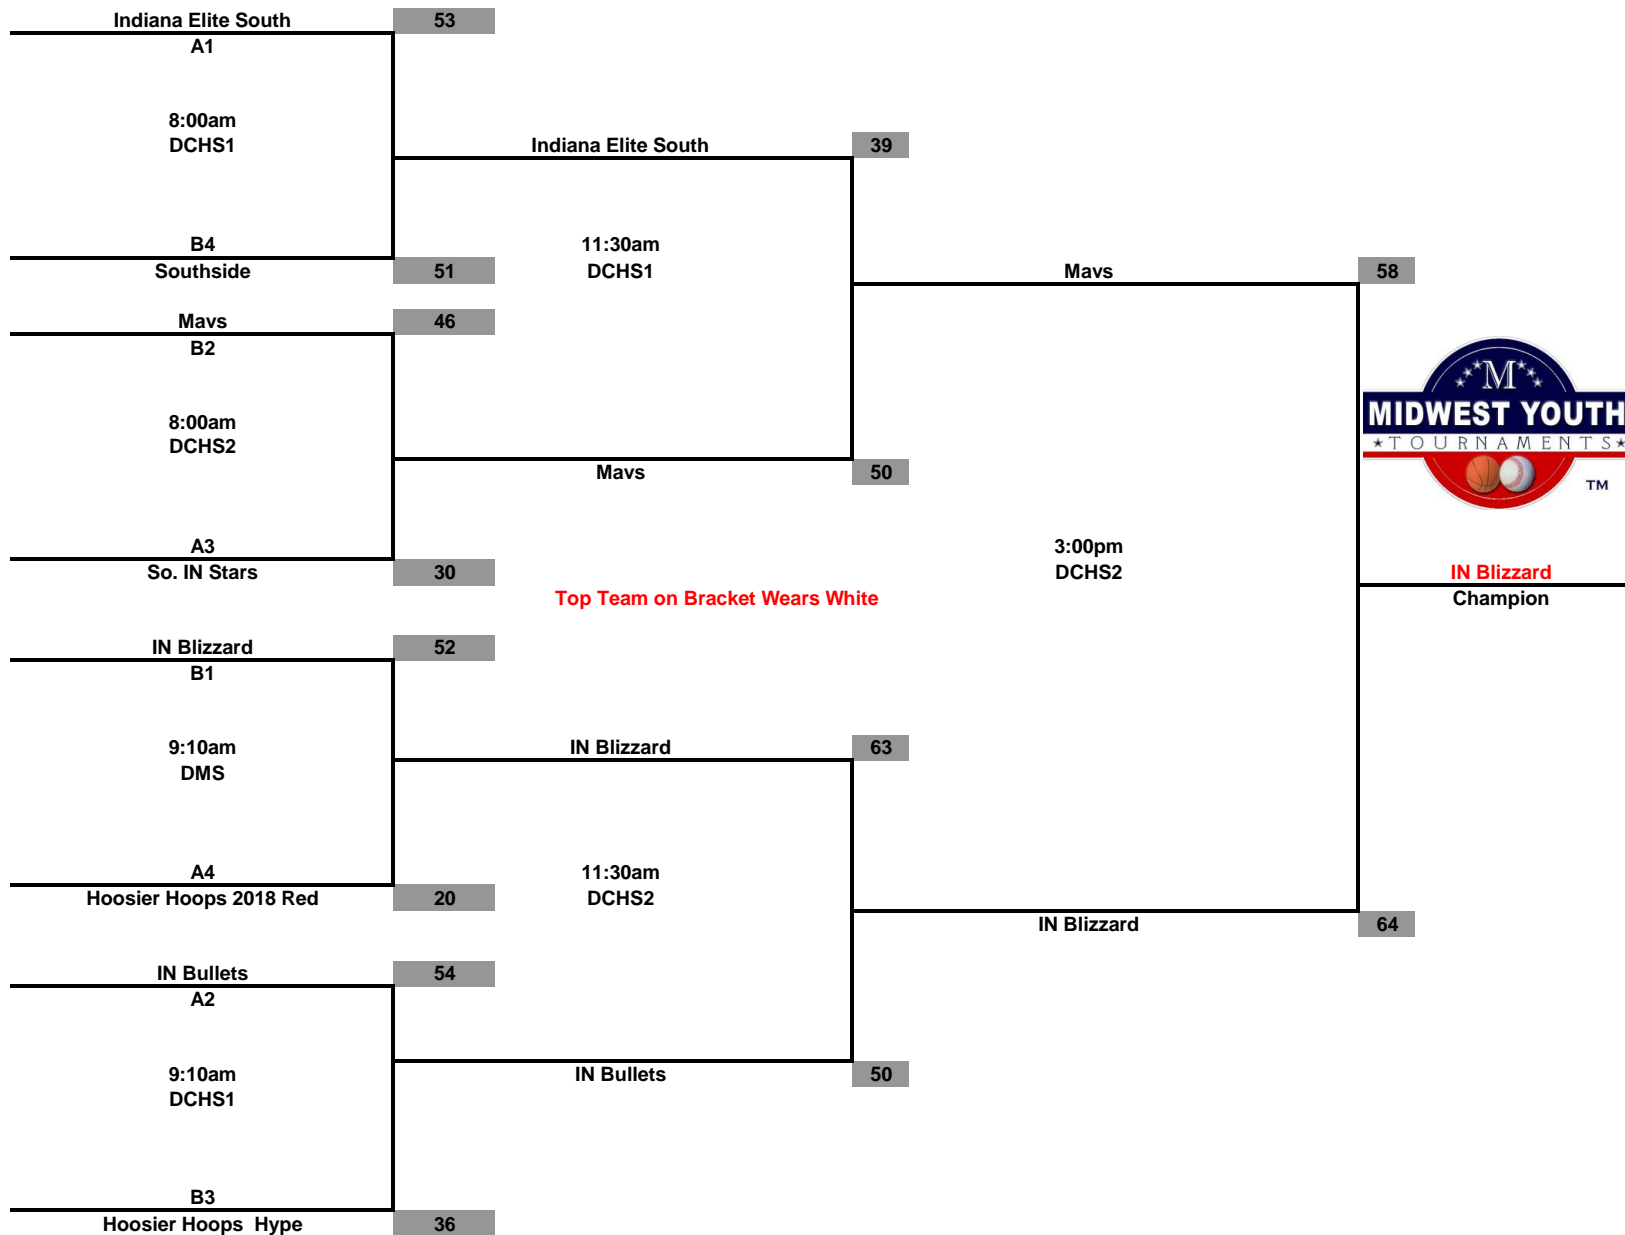 Indiana Elite South 53
A1
8:00am
DCHS1
Indiana Elite South 39
B4
Southside 51
11:30am
DCHS1
Mavs 58
Mavs 46
B2
8:00am
DCHS2
Mavs 50
A3
So. IN Stars 30
Top Team on Bracket Wears White
3:00pm
DCHS2
M
MIDWEST YOUTH
TOURNAMENTS
TM
IN Blizzard
Champion
IN Blizzard 52
B1
9:10am
DMS
IN Blizzard 63
A4
Hoosier Hoops 2018 Red 20
11:30am
DCHS2
IN Blizzard 64
IN Bullets 54
A2
9:10am
DCHS1
IN Bullets 50
B3
Hoosier Hoops  Hype 36